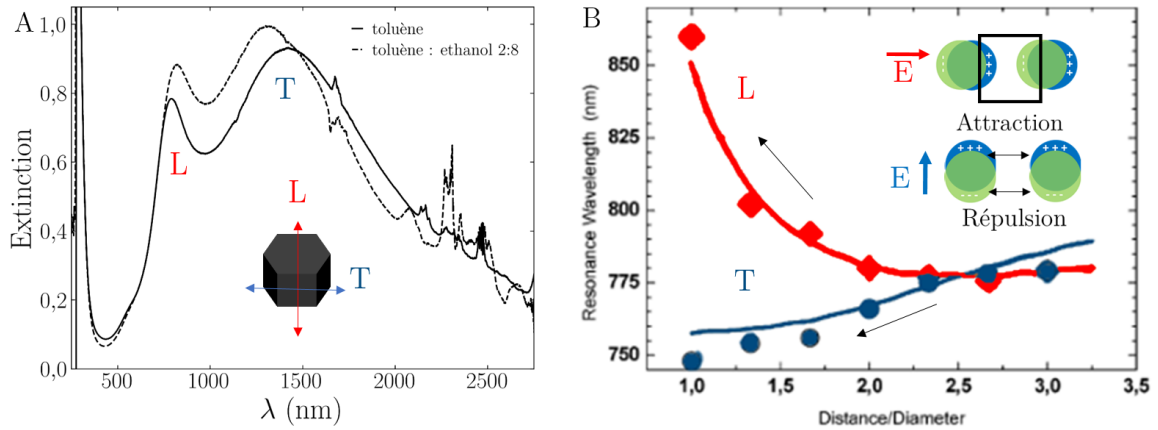 A
toluène
toluène : ethanol 2:8
1,0
0,8
0,6
0,4
0,2
0,0
Extinction
L
T
L
T
500
1000
1500
2000
2500
λ (nm)
B
850
825
800
775
750
Resonance Wavelength (nm)
L
T
E
- - -
+ + +
- - -
+ + +
Attraction
+ + +
+ + +
E
- - -
- - -
Répulsion
1,0
1,5
2,0
2,5
3,0
3,5
Distance/Diameter